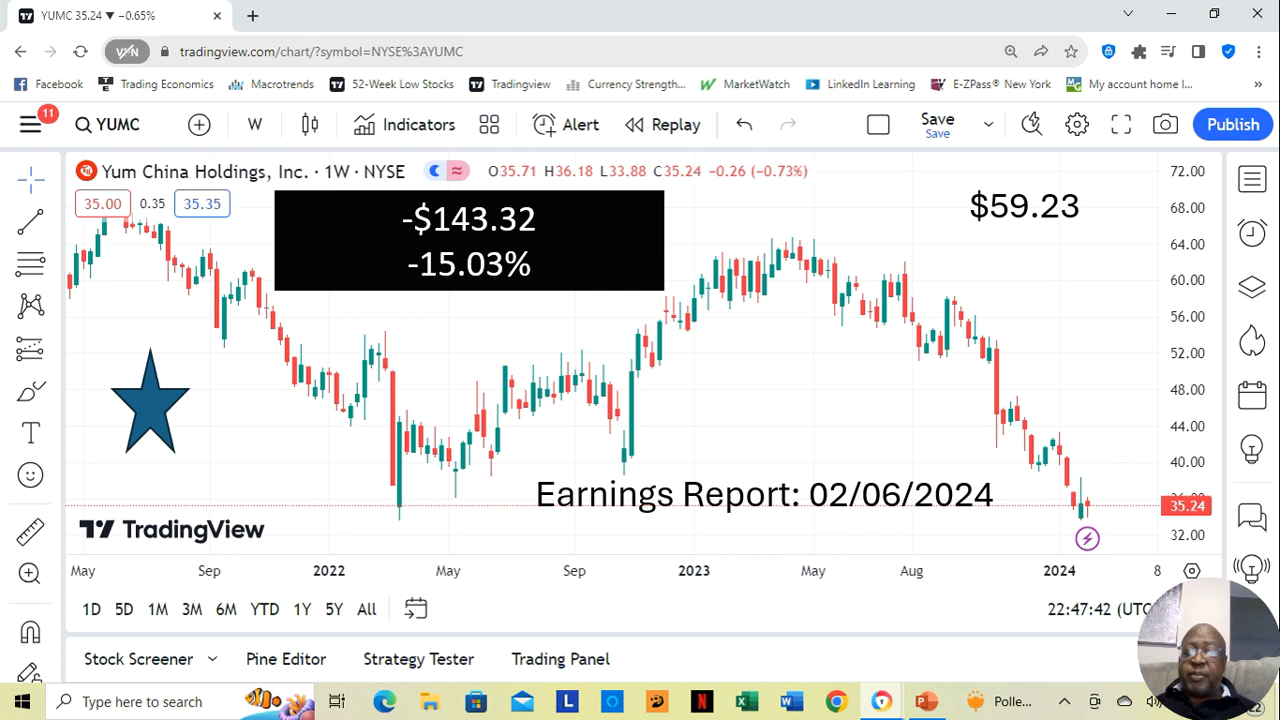 YUMC 35.24 ▼ −0.65%
tradingview.com/chart/?symbol=NYSE%3AYUMC
Facebook Trading Economics Macrotrends 52-Week Low Stocks Tradingview Currency Strength... MarketWatch LinkedIn Learning E-ZPass® New York My account home I... »
11
YUMC W Indicators Alert Replay Save Publish
Save
Yum China Holdings, Inc. · 1W · NYSE O35.71 H36.18 L33.88 C35.24 −0.26 (−0.73%)
35.00 0.35 35.35
-$143.32
-15.03%
$59.23
72.00
68.00
64.00
60.00
56.00
52.00
48.00
44.00
40.00
35.24
32.00
Earnings Report: 02/06/2024
TradingView
May Sep 2022 May Sep 2023 May Aug 2024 8
1D 5D 1M 3M 6M YTD 1Y 5Y All 22:47:42 (UTC
Stock Screener Pine Editor Strategy Tester Trading Panel
Type here to search Polle...